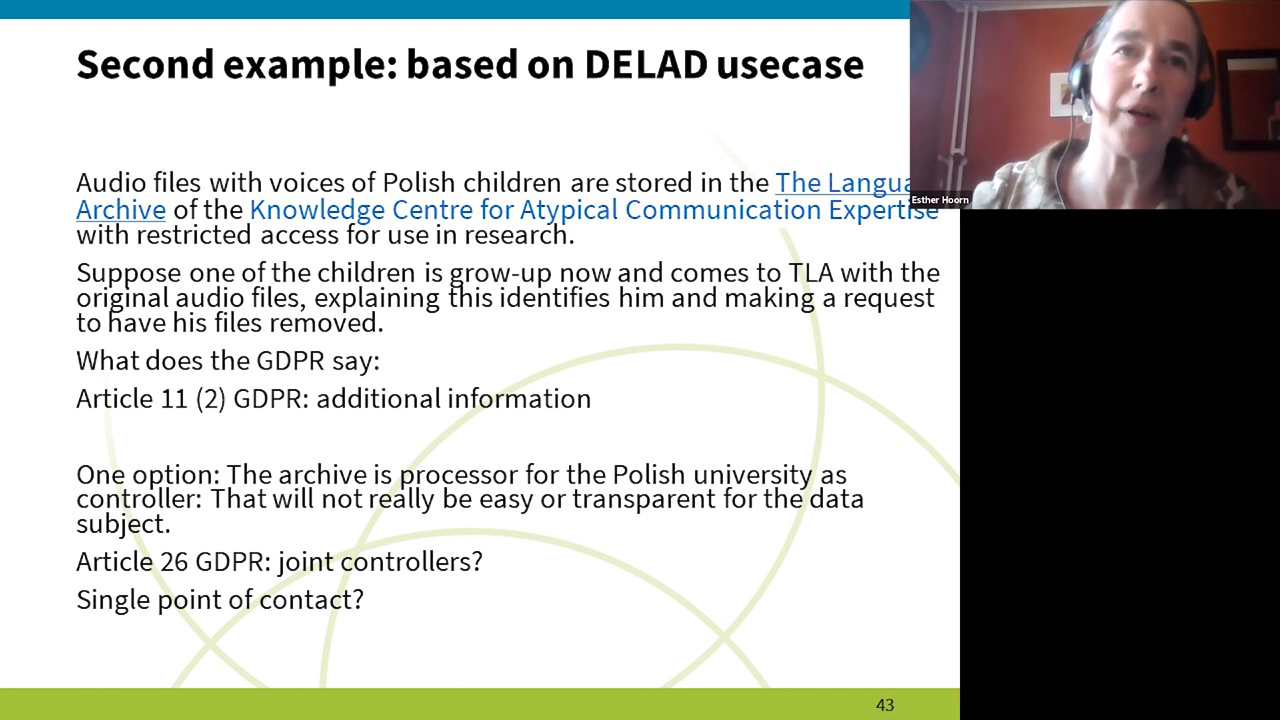 Second example: based on DELAD usecase
Audio files with voices of Polish children are stored in the The Langua
Archive of the Knowledge Centre for Atypical Communication Expertise
with restricted access for use in research.
Suppose one of the children is grow-up now and comes to TLA with the
original audio files, explaining this identifies him and making a request
to have his files removed.
What does the GDPR say:
Article 11 (2) GDPR: additional information
One option: The archive is processor for the Polish university as
controller: That will not really be easy or transparent for the data
subject.
Article 26 GDPR: joint controllers?
Single point of contact?
43
Esther Hoorn